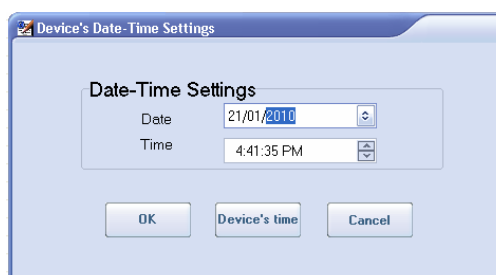 Device's Date-Time Settings
Date-Time Settings
Date 21/01/2010
Time 4:41:35 PM
OK Device's time Cancel